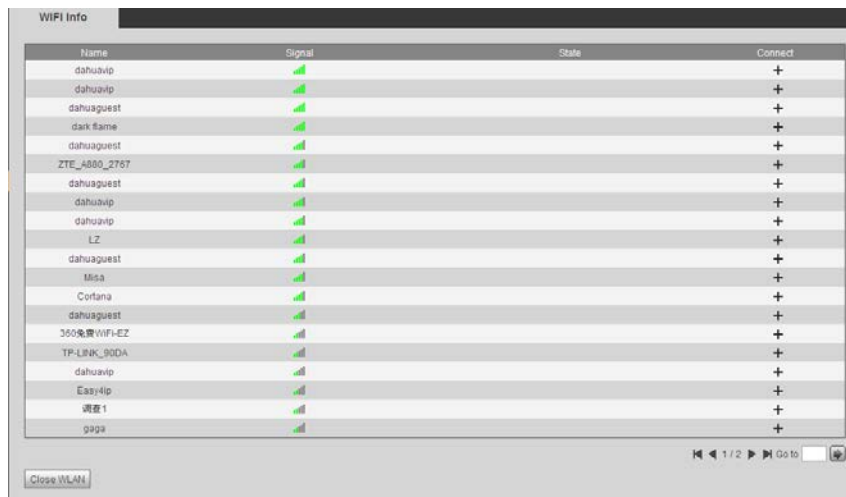 WIFI Info
Name Signal State Connect
dahuavip
dahuavip
dahuaguest
dark flame
dahuaguest
ZTE_A880_2767
dahuaguest
dahuavip
dahuavip
LZ
dahuaguest
Misa
Cortana
dahuaguest
360免费WiFi-EZ
TP-LINK_90DA
dahuavip
Easy4ip
调查1
gaga
1 / 2 Go to
Close WLAN